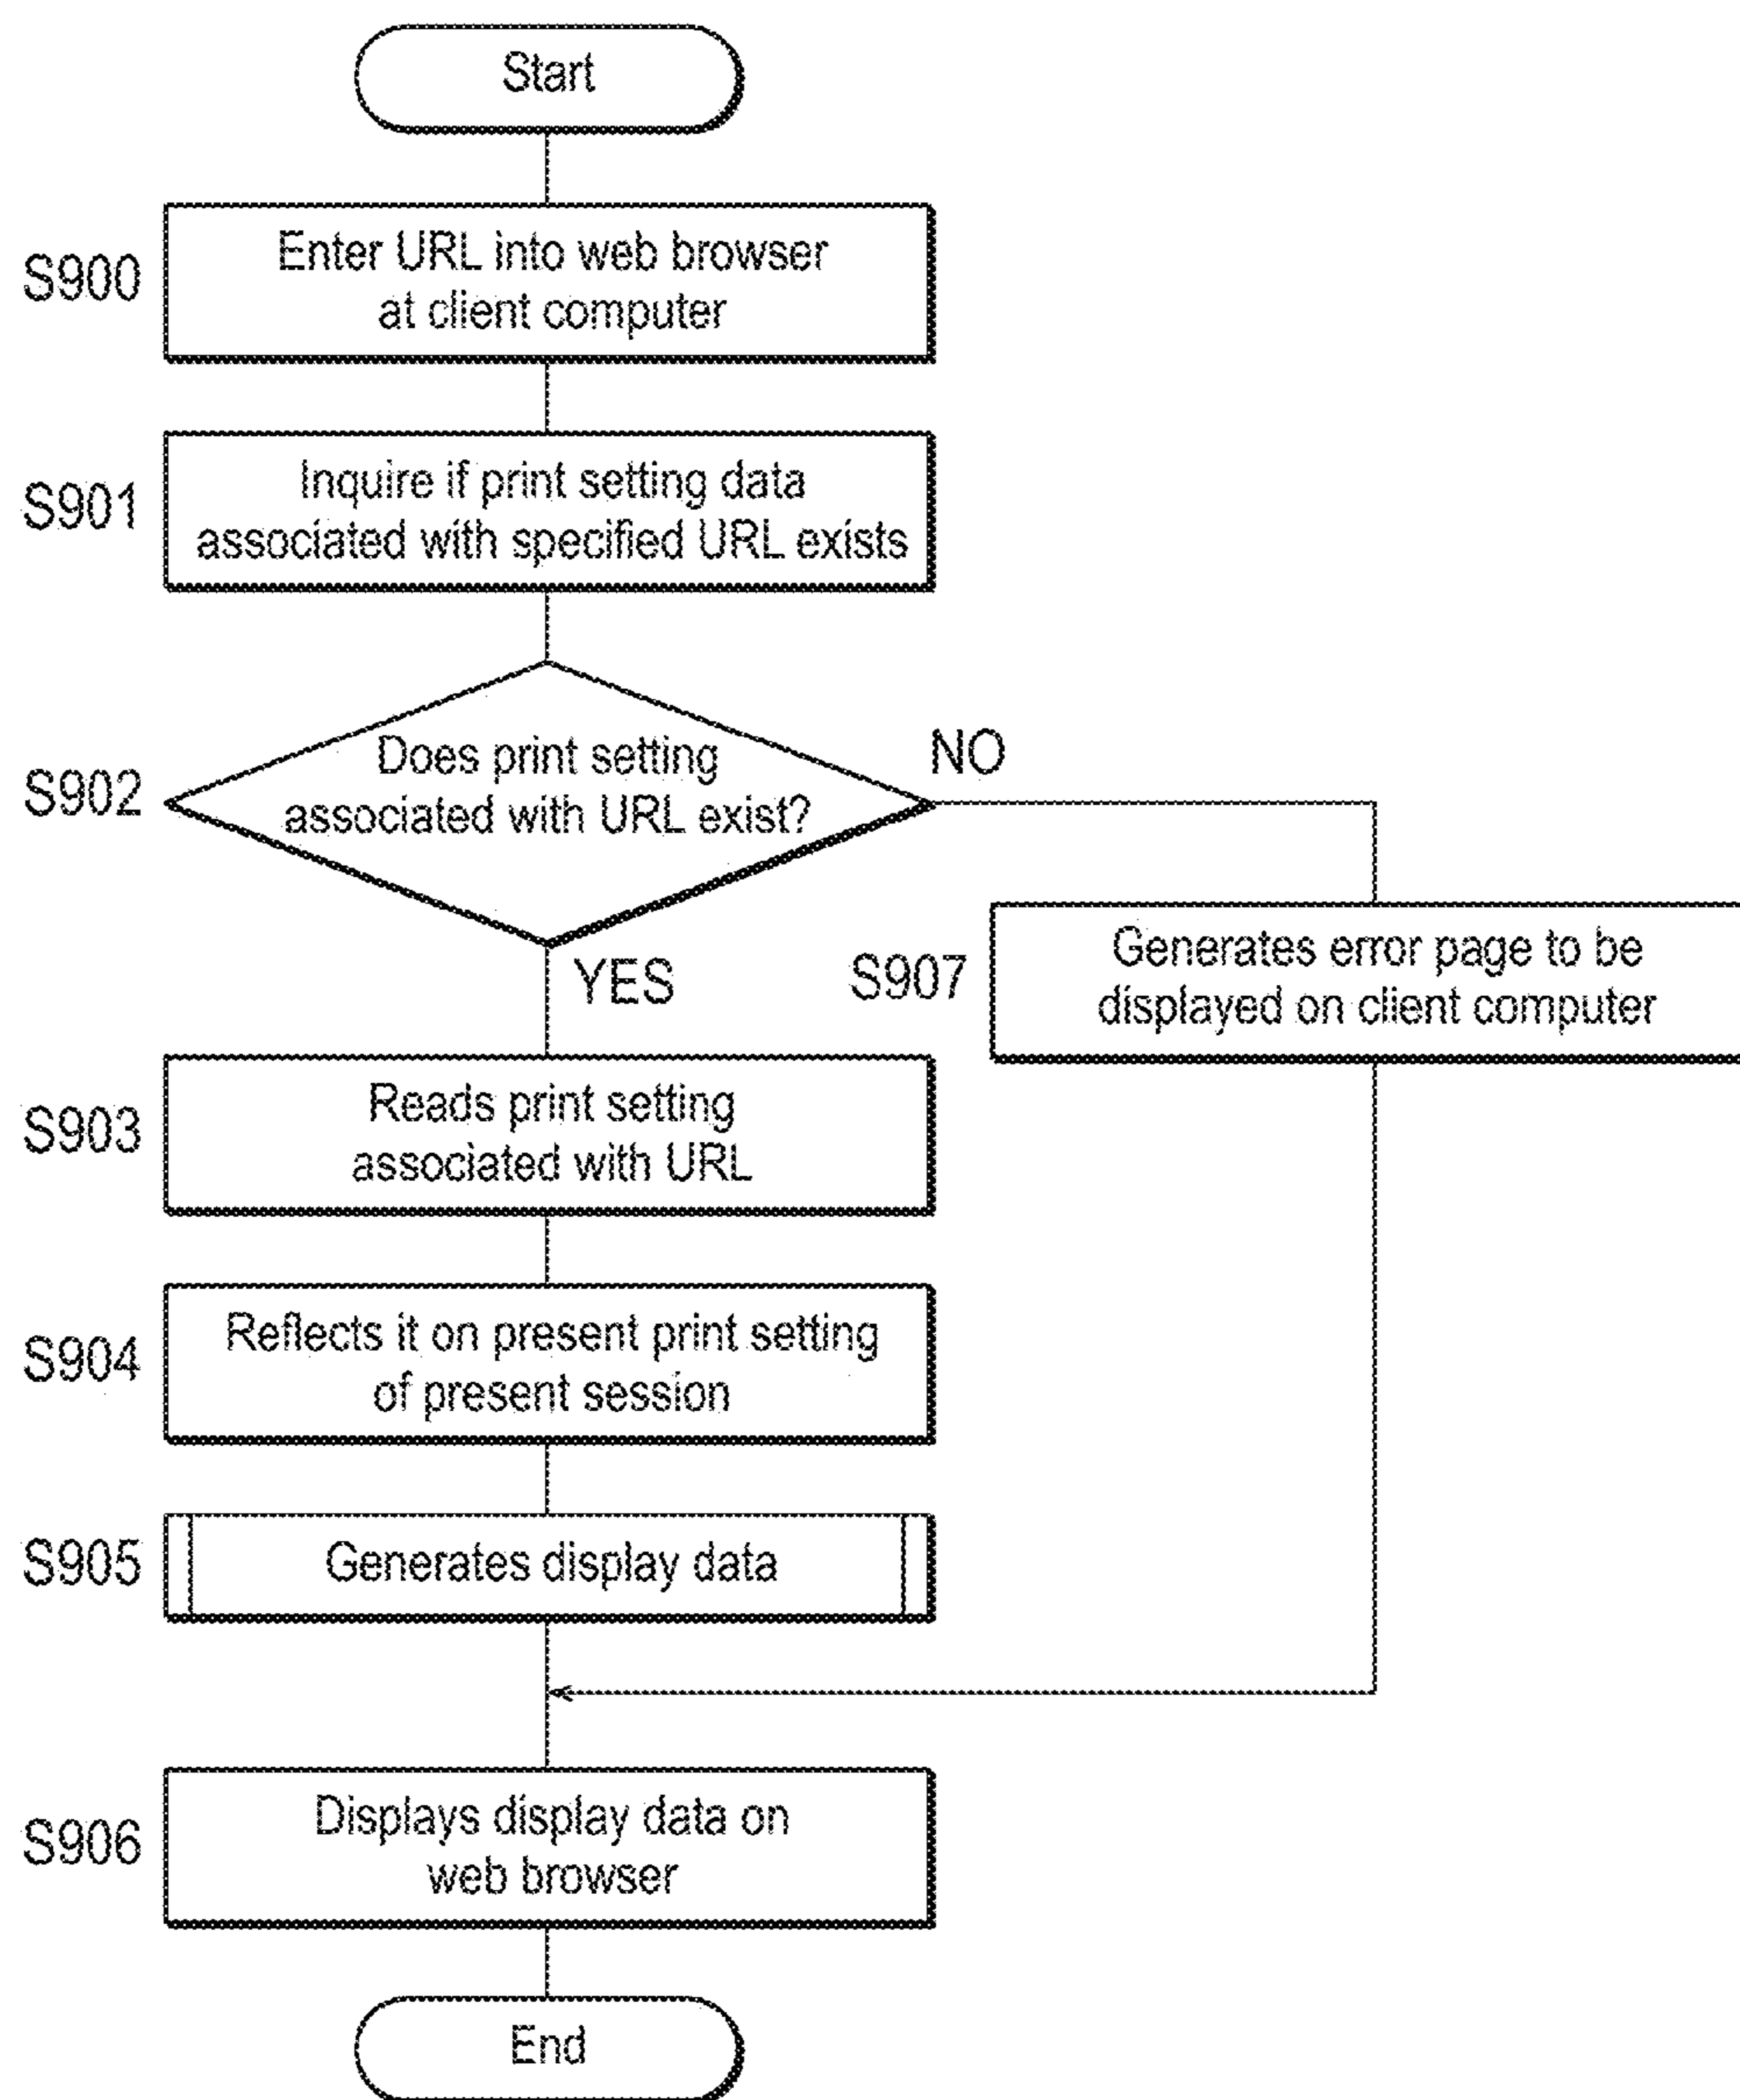 Start
S900
Enter URL into web browser
at client computer
S901
Inquire if print setting data
associated with specified URL exists
S902
Does print setting
associated with URL exist?
NO
YES
S907
Generates error page to be
displayed on client computer
S903
Reads print setting
associated with URL
S904
Reflects it on present print setting
of present session
S905
Generates display data
S906
Displays display data on
web browser
End